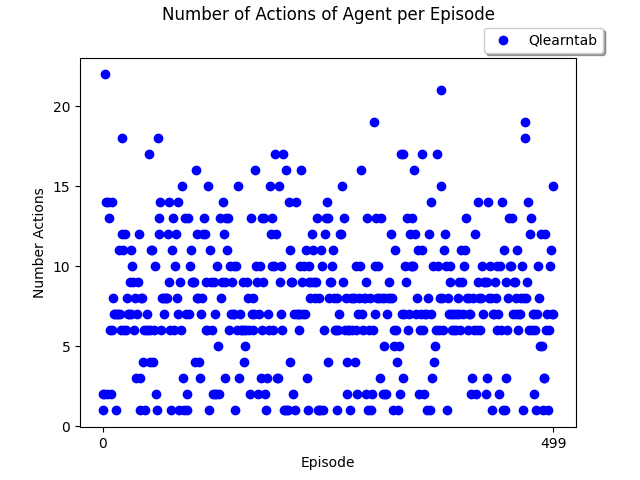 Number of Actions of Agent per Episode
Qlearntab
20
15
10
5
0
Number Actions
0 499
Episode